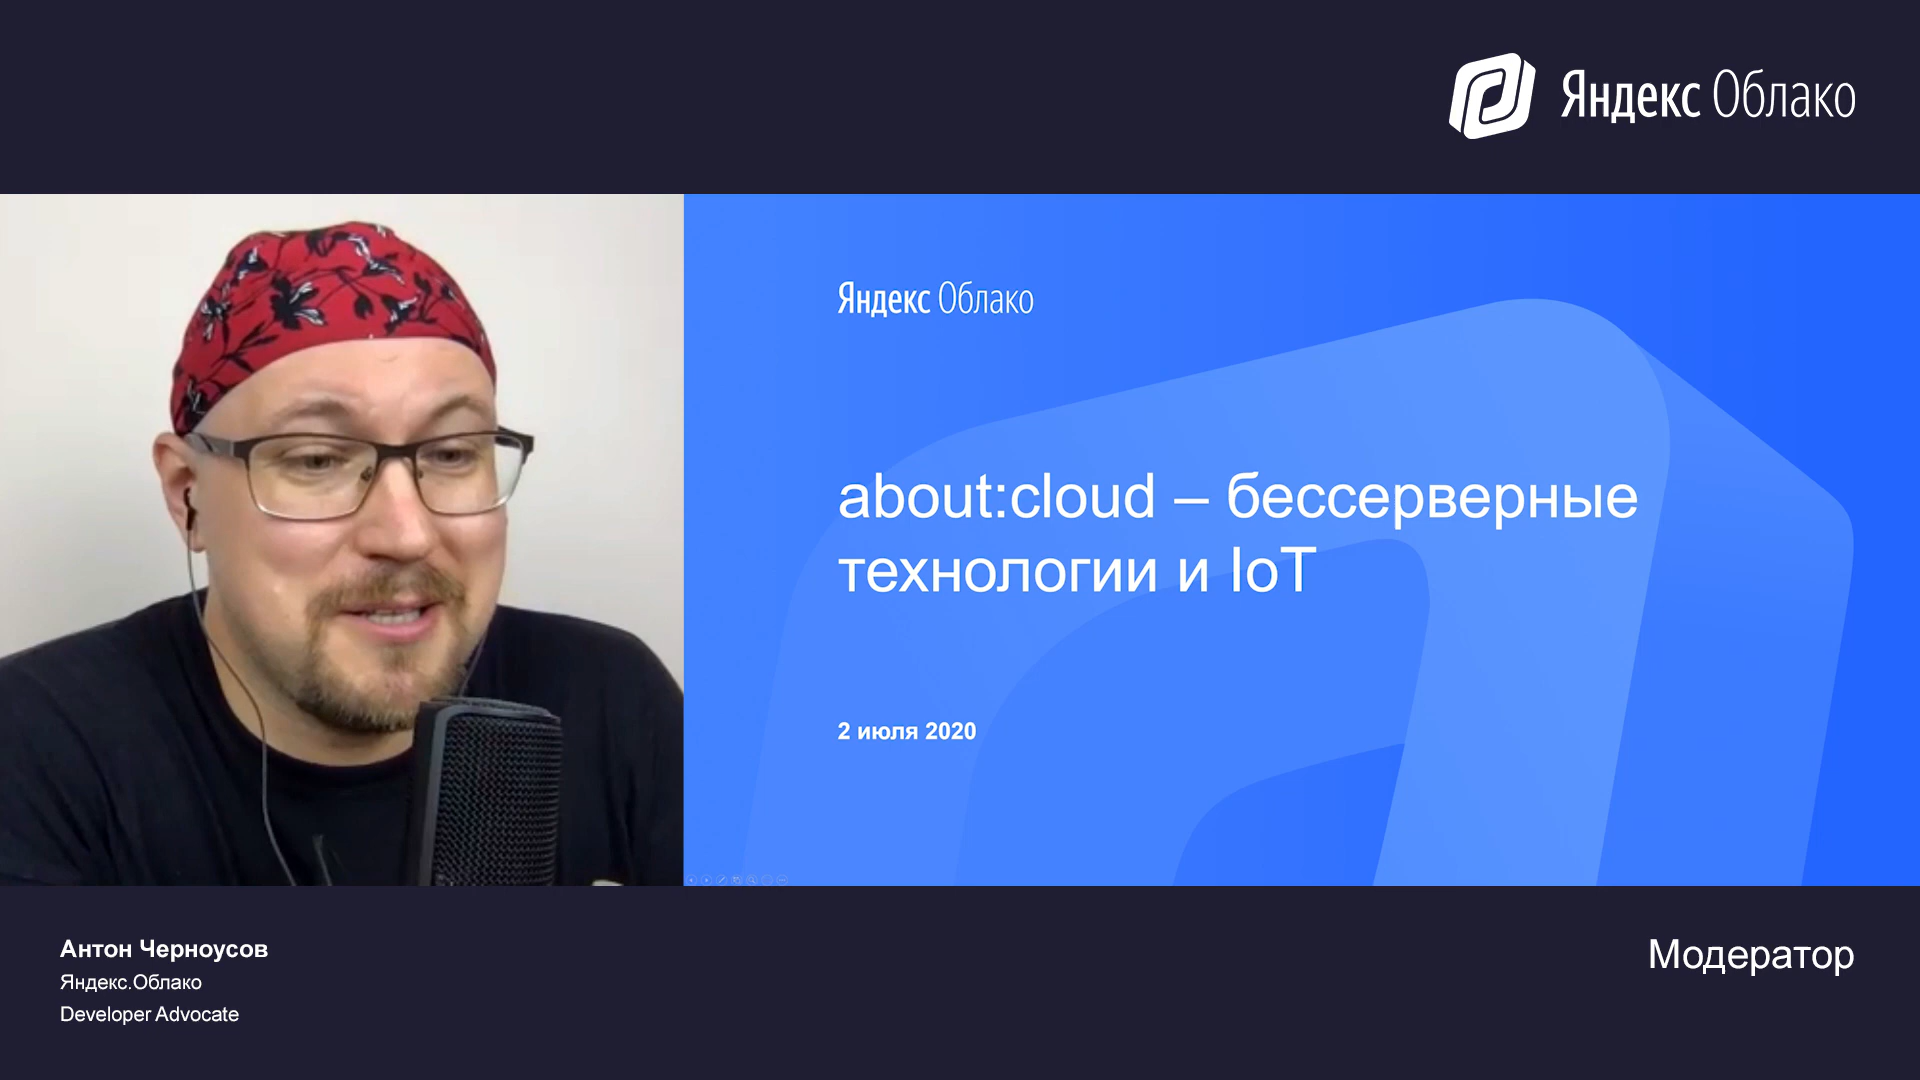 Яндекс Облако
Яндекс Облако
about:cloud – бессерверные
технологии и IoT
2 июля 2020
Антон Черноусов
Яндекс.Облако
Developer Advocate
Модератор